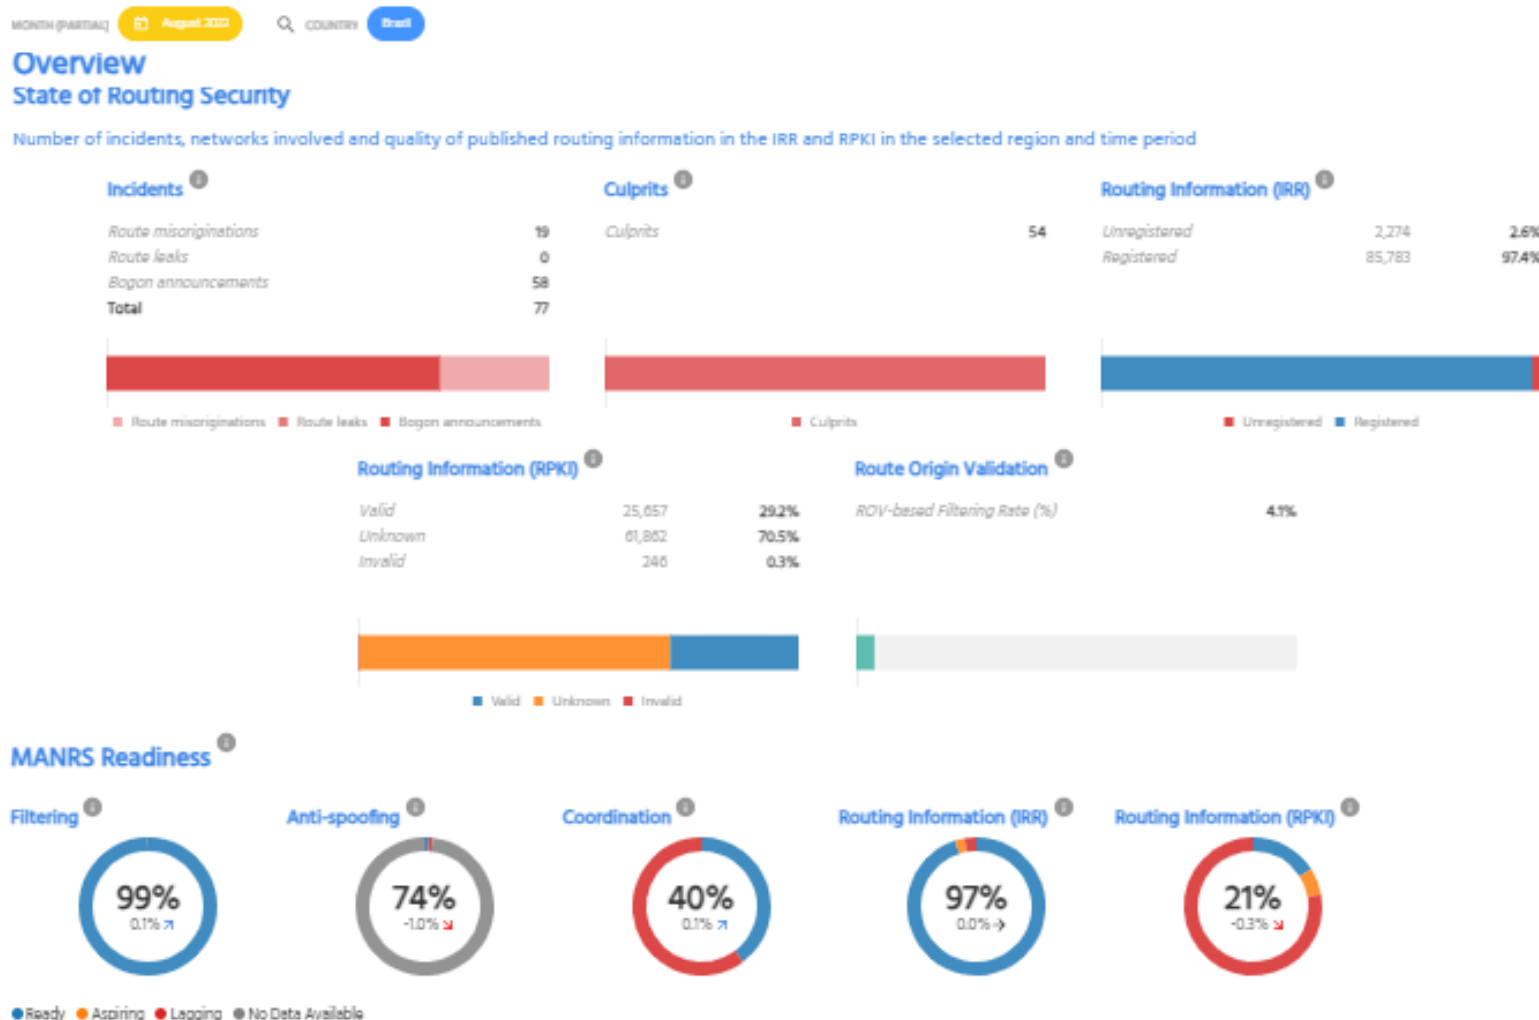 MONTH (PARTIAL) August 2022 COUNTRY Brazil
Overview
State of Routing Security
Number of incidents, networks involved and quality of published routing information in the IRR and RPKI in the selected region and time period
Incidents
Route misoriginations 19
Route leaks 0
Bogon announcements 58
Total 77
Route misoriginations Route leaks Bogon announcements
Culprits
Culprits 54
Culprits
Routing Information (IRR)
Unregistered 2,274 2.6%
Registered 85,783 97.4%
Unregistered Registered
Routing Information (RPKI)
Valid 25,657 29.2%
Unknown 61,862 70.5%
Invalid 246 0.3%
Valid Unknown Invalid
Route Origin Validation
ROV-based Filtering Rate (%) 4.1%
MANRS Readiness
Filtering
99%
0.1%
Anti-spoofing
74%
-1.0%
Coordination
40%
0.1%
Routing Information (IRR)
97%
0.0%
Routing Information (RPKI)
21%
-0.3%
Ready Aspiring Lagging No Data Available